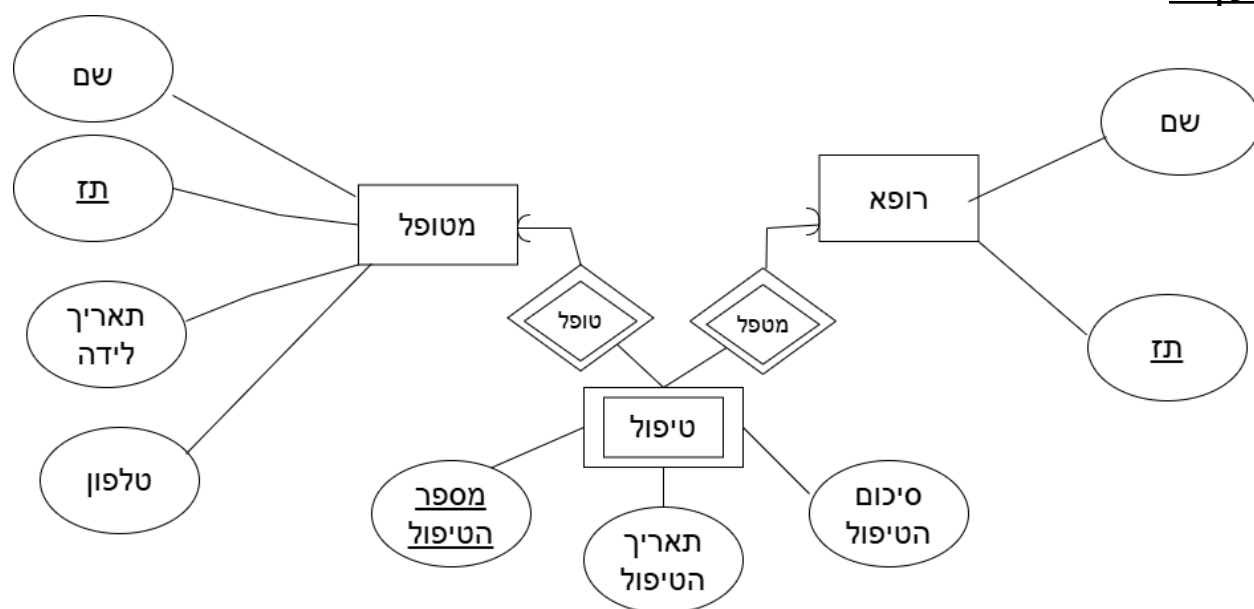 שם
שם
תז
רופא
מטופל
תאריך
לידה
טופל
מטפל
תז
טיפול
טלפון
מספר
הטיפול
סיכום
הטיפול
תאריך
הטיפול